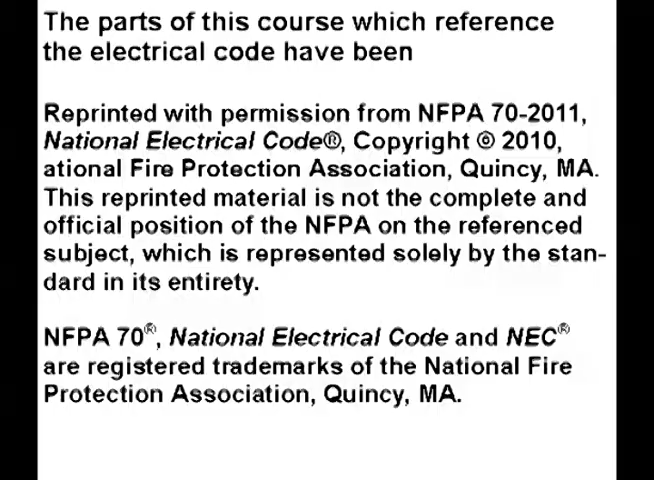 The parts of this course which reference
the electrical code have been
Reprinted with permission from NFPA 70-2011,
National Electrical Code®, Copyright © 2010,
ational Fire Protection Association, Quincy, MA.
This reprinted material is not the complete and
official position of the NFPA on the referenced
subject, which is represented solely by the stan-
dard in its entirety.
NFPA 70®, National Electrical Code and NEC®
are registered trademarks of the National Fire
Protection Association, Quincy, MA.